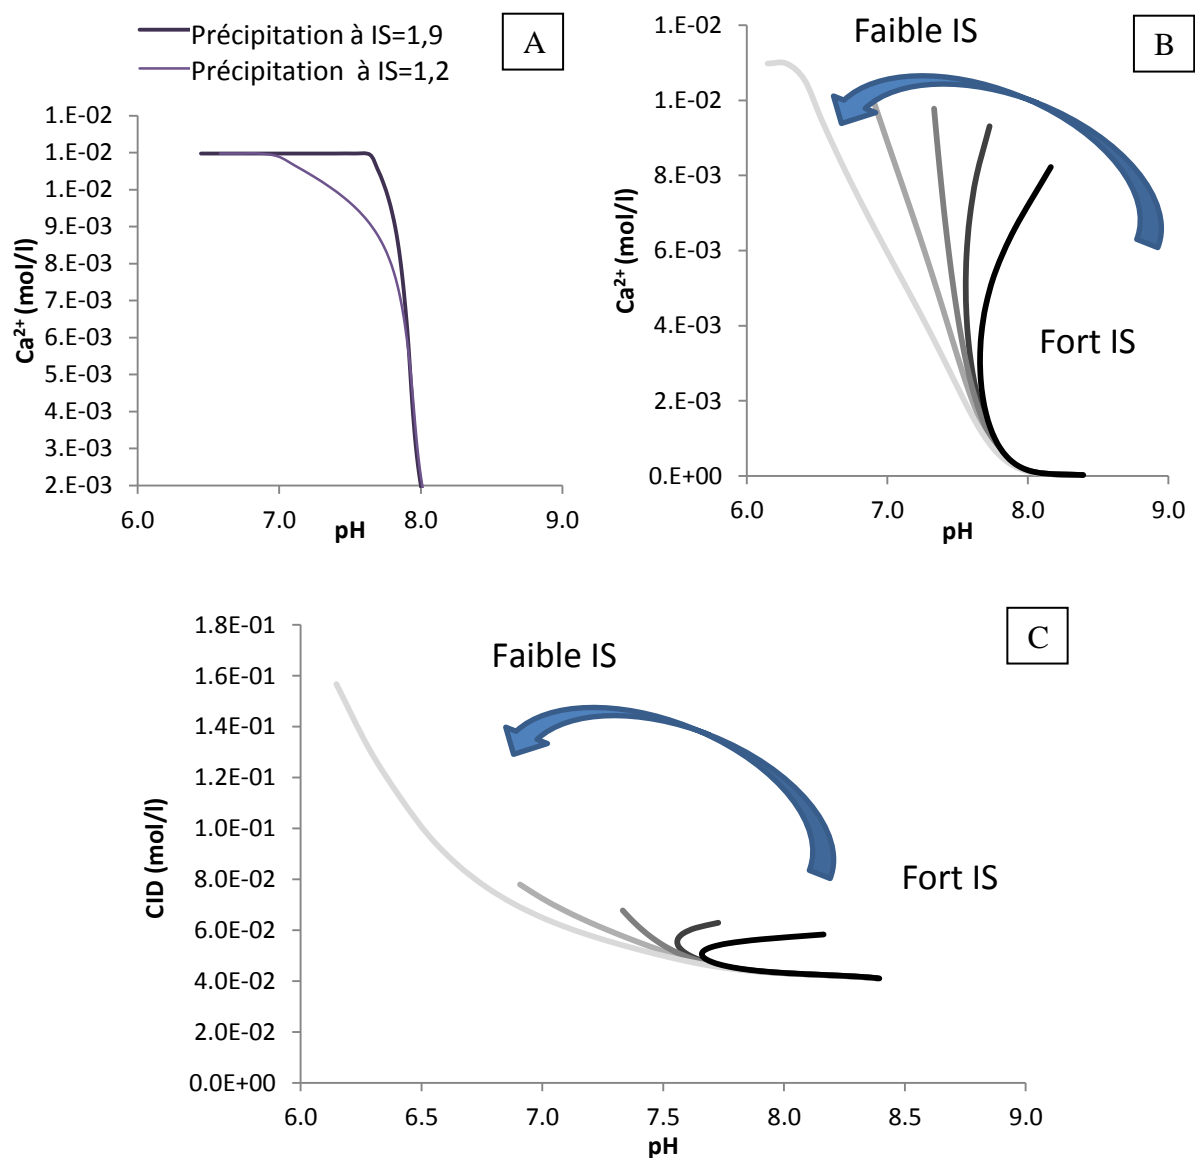 Précipitation à IS=1,9
Précipitation à IS=1,2
A
1.E-02
1.E-02
1.E-02
9.E-03
8.E-03
7.E-03
6.E-03
5.E-03
4.E-03
3.E-03
2.E-03
Ca²⁺ (mol/l)
6.0 7.0 8.0 9.0
pH
Faible IS
B
1.E-02
1.E-02
8.E-03
6.E-03
4.E-03
2.E-03
0.E+00
Ca²⁺ (mol/l)
Fort IS
6.0 7.0 8.0 9.0
pH
C
Faible IS
1.8E-01
1.6E-01
1.4E-01
1.2E-01
1.0E-01
8.0E-02
6.0E-02
4.0E-02
2.0E-02
0.0E+00
CID (mol/l)
Fort IS
6.0 6.5 7.0 7.5 8.0 8.5 9.0
pH